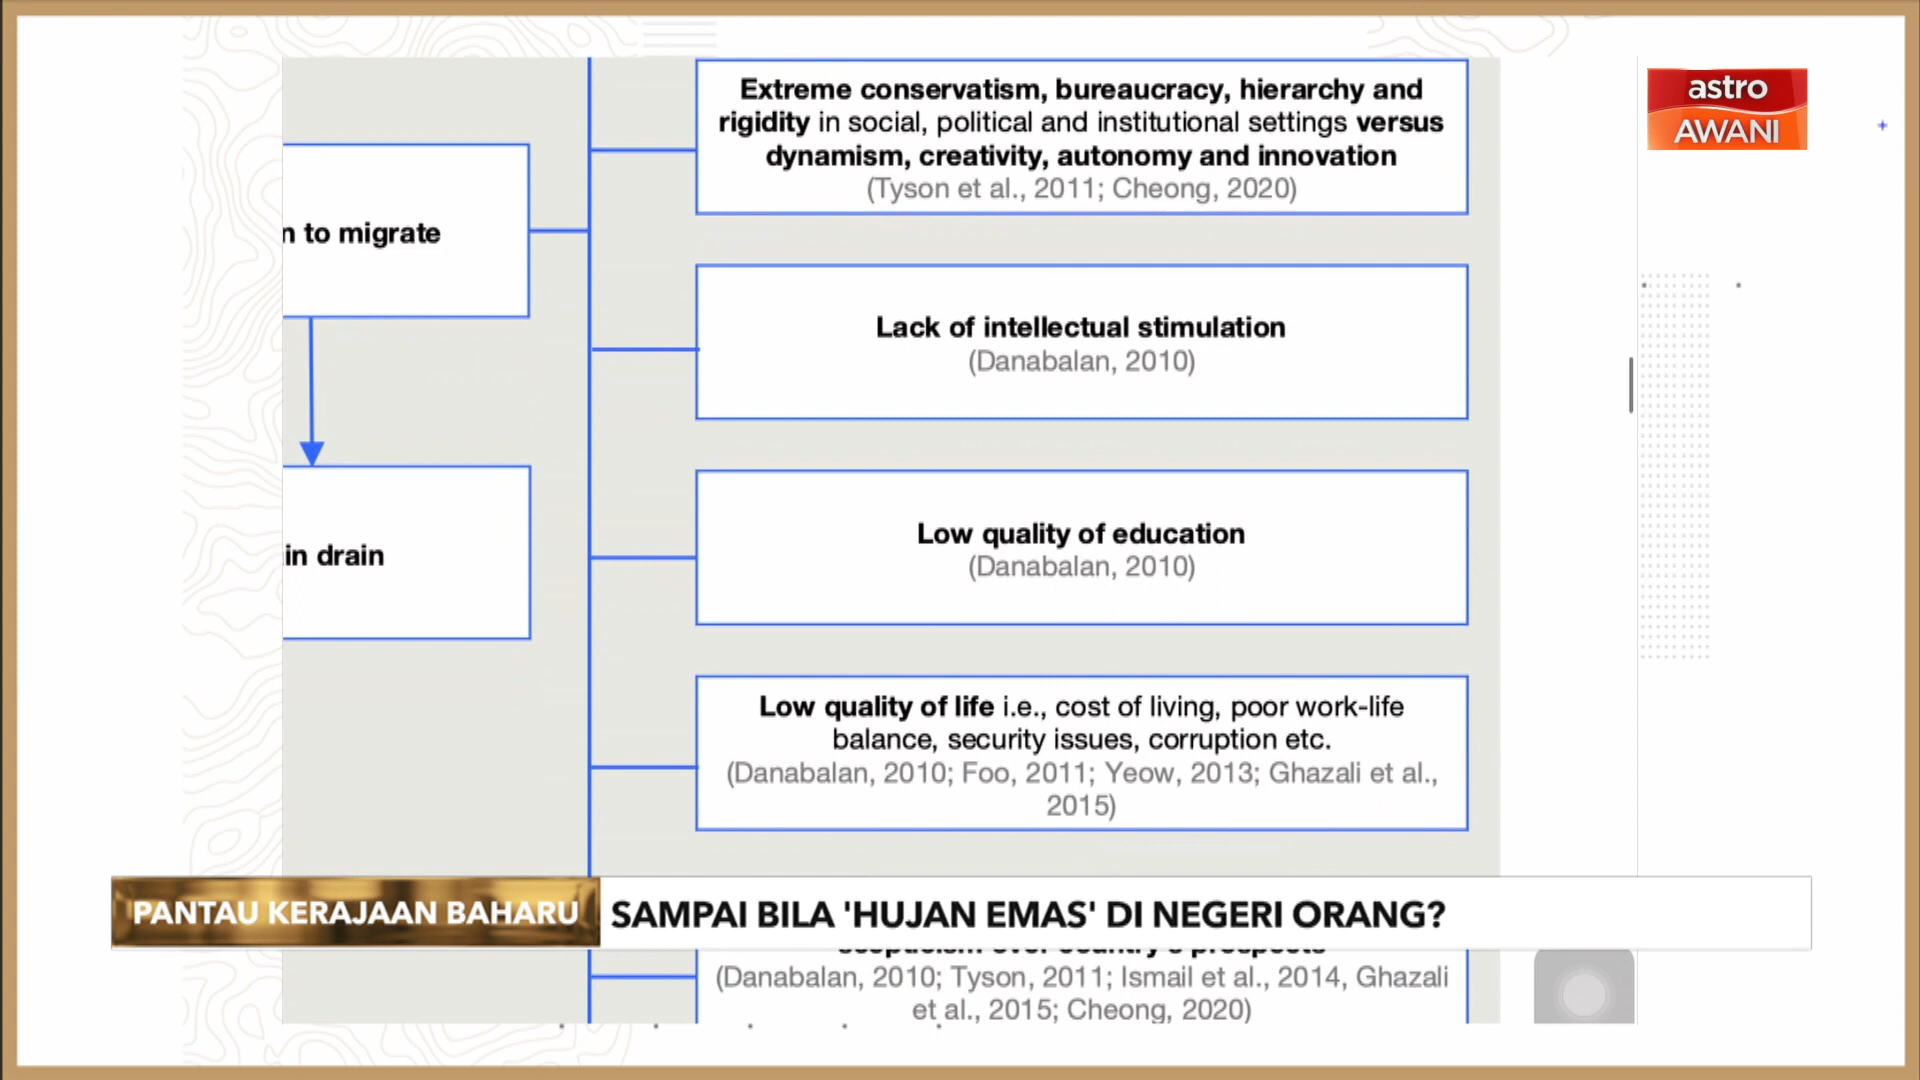 Extreme conservatism, bureaucracy, hierarchy and
rigidity in social, political and institutional settings versus
dynamism, creativity, autonomy and innovation
(Tyson et al., 2011; Cheong, 2020)
astro
AWANI
n to migrate
Lack of intellectual stimulation
(Danabalan, 2010)
in drain
Low quality of education
(Danabalan, 2010)
Low quality of life i.e., cost of living, poor work-life
balance, security issues, corruption etc.
(Danabalan, 2010; Foo, 2011; Yeow, 2013; Ghazali et al.,
2015)
PANTAU KERAJAAN BAHARU
SAMPAI BILA 'HUJAN EMAS' DI NEGERI ORANG?
scepticism over country's prospects
(Danabalan, 2010; Tyson, 2011; Ismail et al., 2014, Ghazali
et al., 2015; Cheong, 2020)